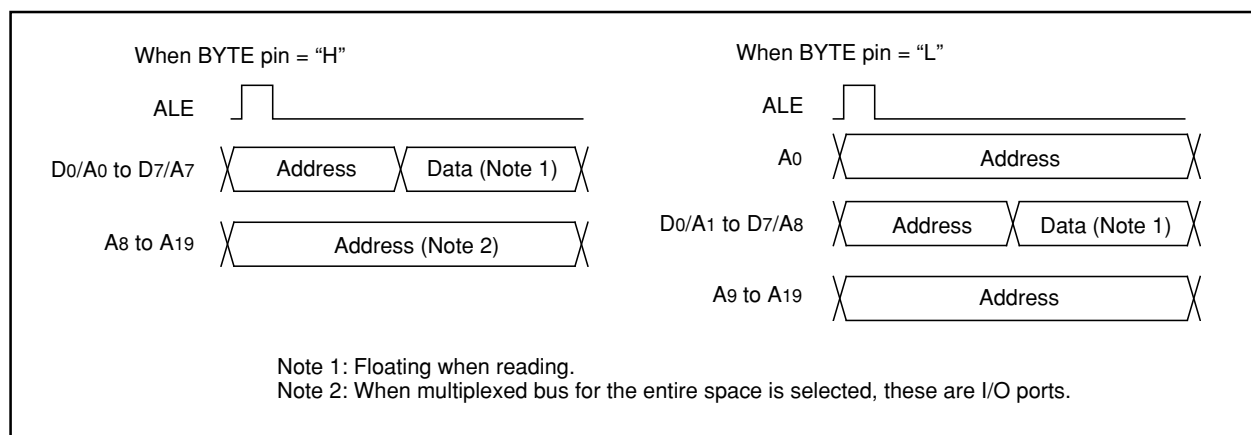 When BYTE pin = “H”
ALE
D0/A0 to D7/A7
Address
Data (Note 1)
A8 to A19
Address (Note 2)
When BYTE pin = “L”
ALE
A0
Address
D0/A1 to D7/A8
Address
Data (Note 1)
A9 to A19
Address
Note 1: Floating when reading.
Note 2: When multiplexed bus for the entire space is selected, these are I/O ports.